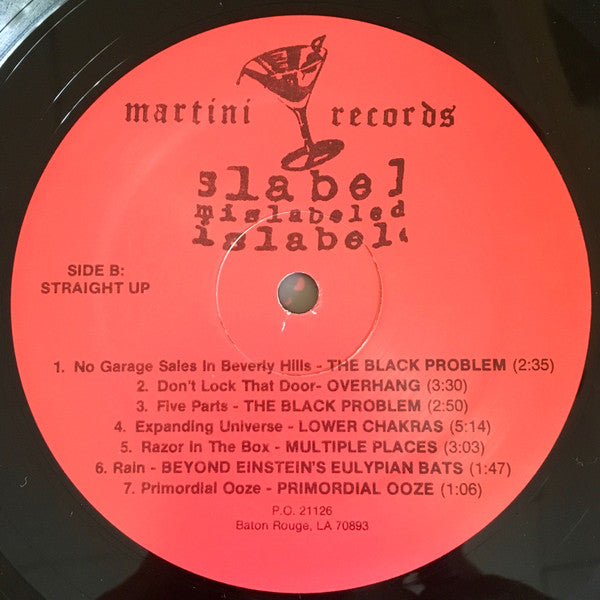 martini records
slabel
mislabeled
islabele
SIDE B:
STRAIGHT UP
1. No Garage Sales In Beverly Hills - THE BLACK PROBLEM (2:35)
2. Don't Lock That Door- OVERHANG (3:30)
3. Five Parts - THE BLACK PROBLEM (2:50)
4. Expanding Universe - LOWER CHAKRAS (5:14)
5. Razor In The Box - MULTIPLE PLACES (3:03)
6. Rain - BEYOND EINSTEIN'S EULYPIAN BATS (1:47)
7. Primordial Ooze - PRIMORDIAL OOZE (1:06)
P.O. 21126
Baton Rouge, LA 70893